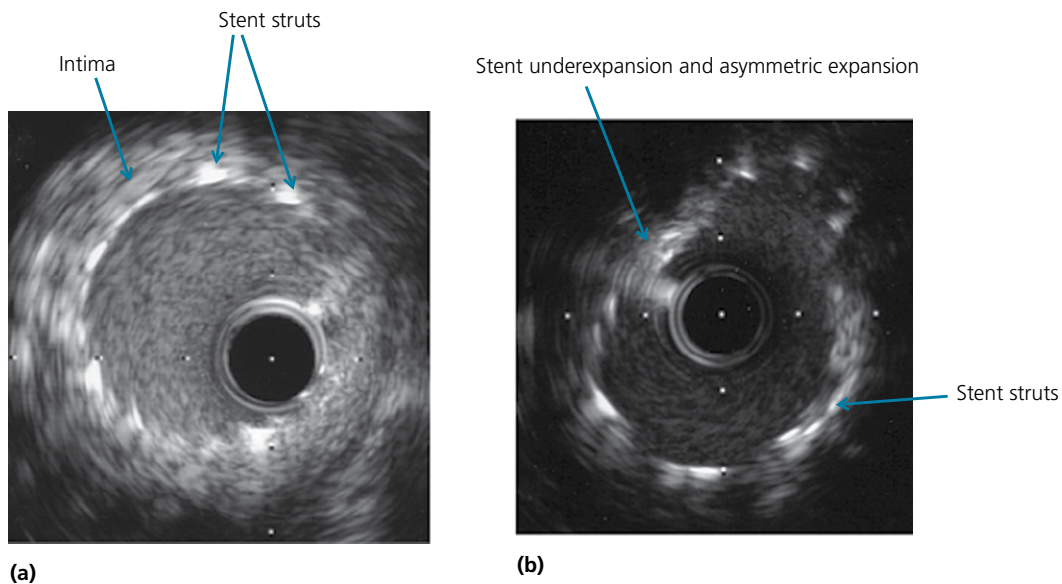 Stent struts
Intima
Stent underexpansion and asymmetric expansion
Stent struts
(a)
(b)